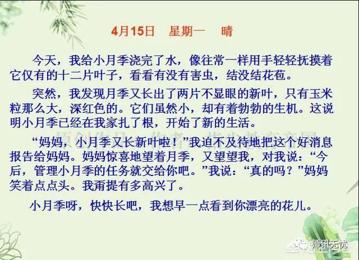 4月15日 星期一 晴
今天，我给小月季浇完了水，像往常一样用手轻轻抚摸着
它仅有的十二片叶子，看看有没有害虫，结没结花苞。
突然，我发现月季又长出了两片不显眼的新叶，只有玉米
粒那么大，深红色的。它们虽然小，却有着勃勃的生机。这说
明小月季已经在我家扎了根，开始了新的生活。
“妈妈，小月季又长新叶啦！”我迫不及待地把这个好消息
报告给妈妈。妈妈惊喜地望着月季，又望望我，对我说：“今
后，管理小月季的任务就交给你吧。”我说：“真的吗？”妈妈
笑着点点头。我甭提有多高兴了。
小月季呀，快快长吧，我想早一点看到你漂亮的花儿。